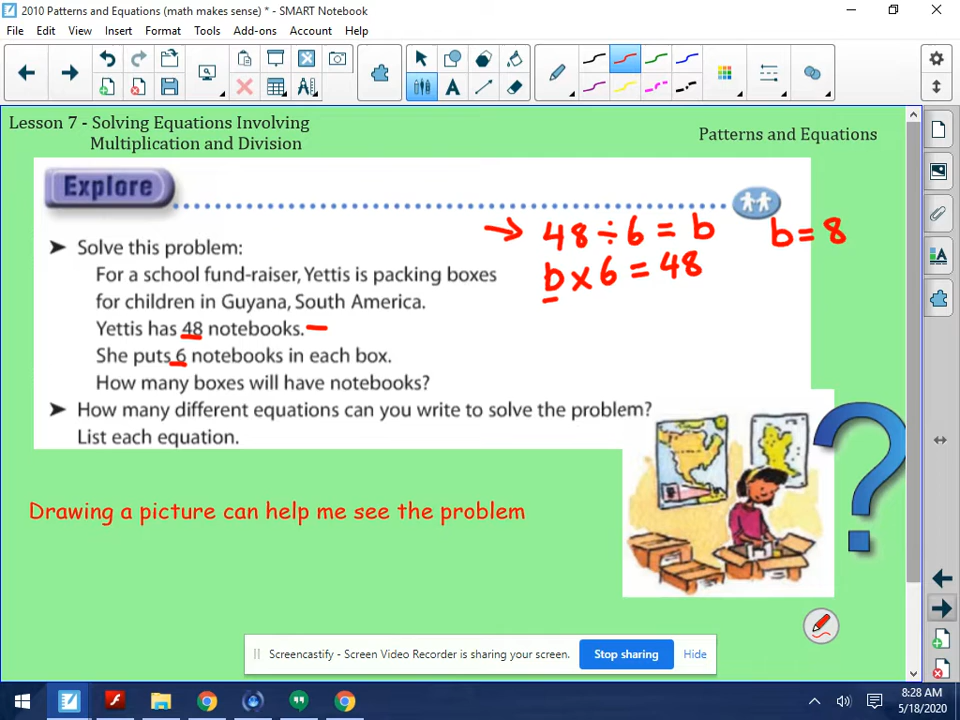 2010 Patterns and Equations (math makes sense) * - SMART Notebook
File Edit View Insert Format Tools Add-ons Account Help
A
Lesson 7 - Solving Equations Involving
Multiplication and Division
Patterns and Equations
Explore
→ 48 ÷ 6 = b b = 8
b x 6 = 48
➤ Solve this problem:
For a school fund-raiser, Yettis is packing boxes
for children in Guyana, South America.
Yettis has 48 notebooks.
She puts 6 notebooks in each box.
How many boxes will have notebooks?
➤ How many different equations can you write to solve the problem?
List each equation.
?
Drawing a picture can help me see the problem
Screencastify - Screen Video Recorder is sharing your screen. Stop sharing Hide
8:28 AM
5/18/2020